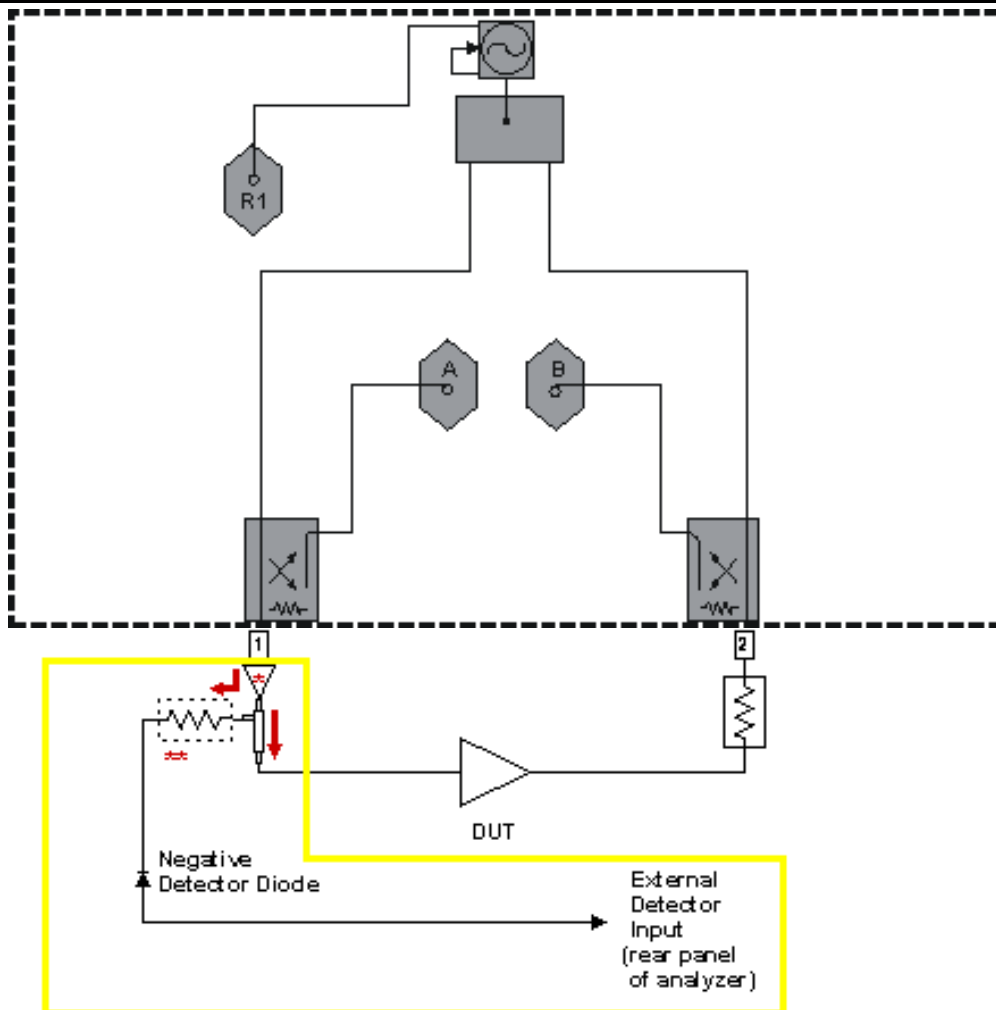 R1
A
B
1
2
*
**
DUT
Negative
Detector Diode
External
Detector
Input
(rear panel
of analyzer)